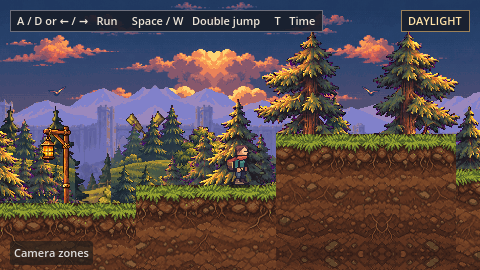 A / D or ← / → Run Space / W Double jump T Time
DAYLIGHT
Camera zones